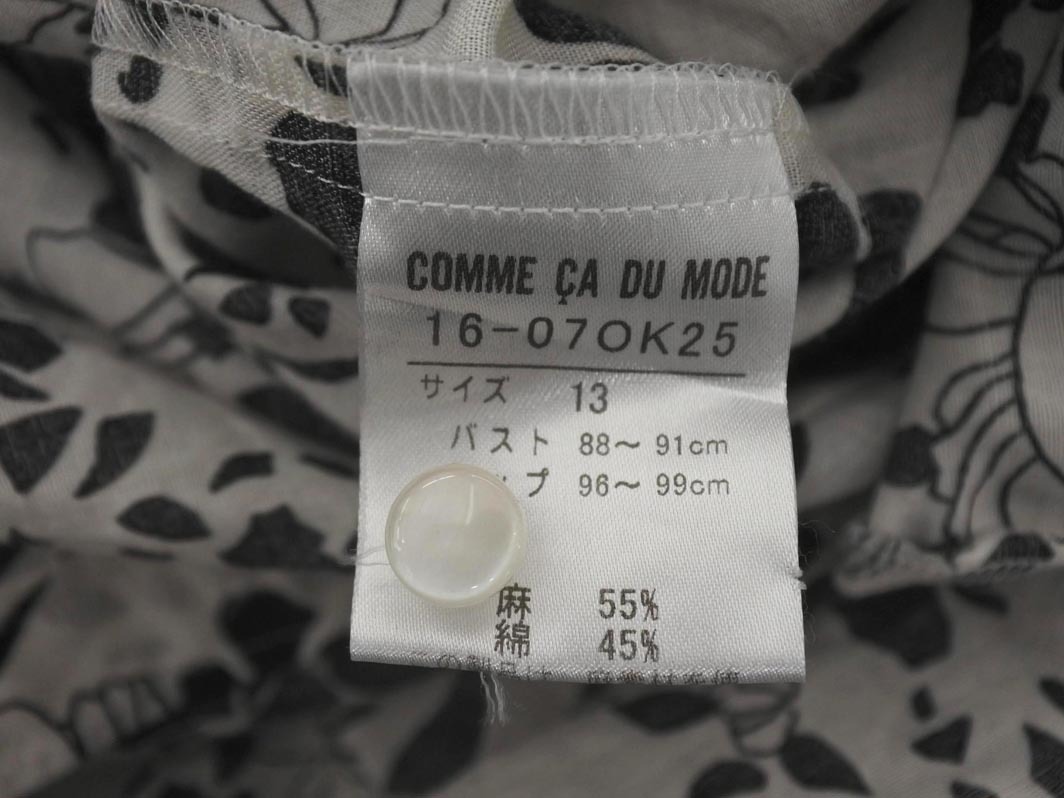 COMME ÇA DU MODE
16-07OK25
サイズ 13
バスト 88～ 91cm
プ 96～ 99cm
麻 55%
綿 45%